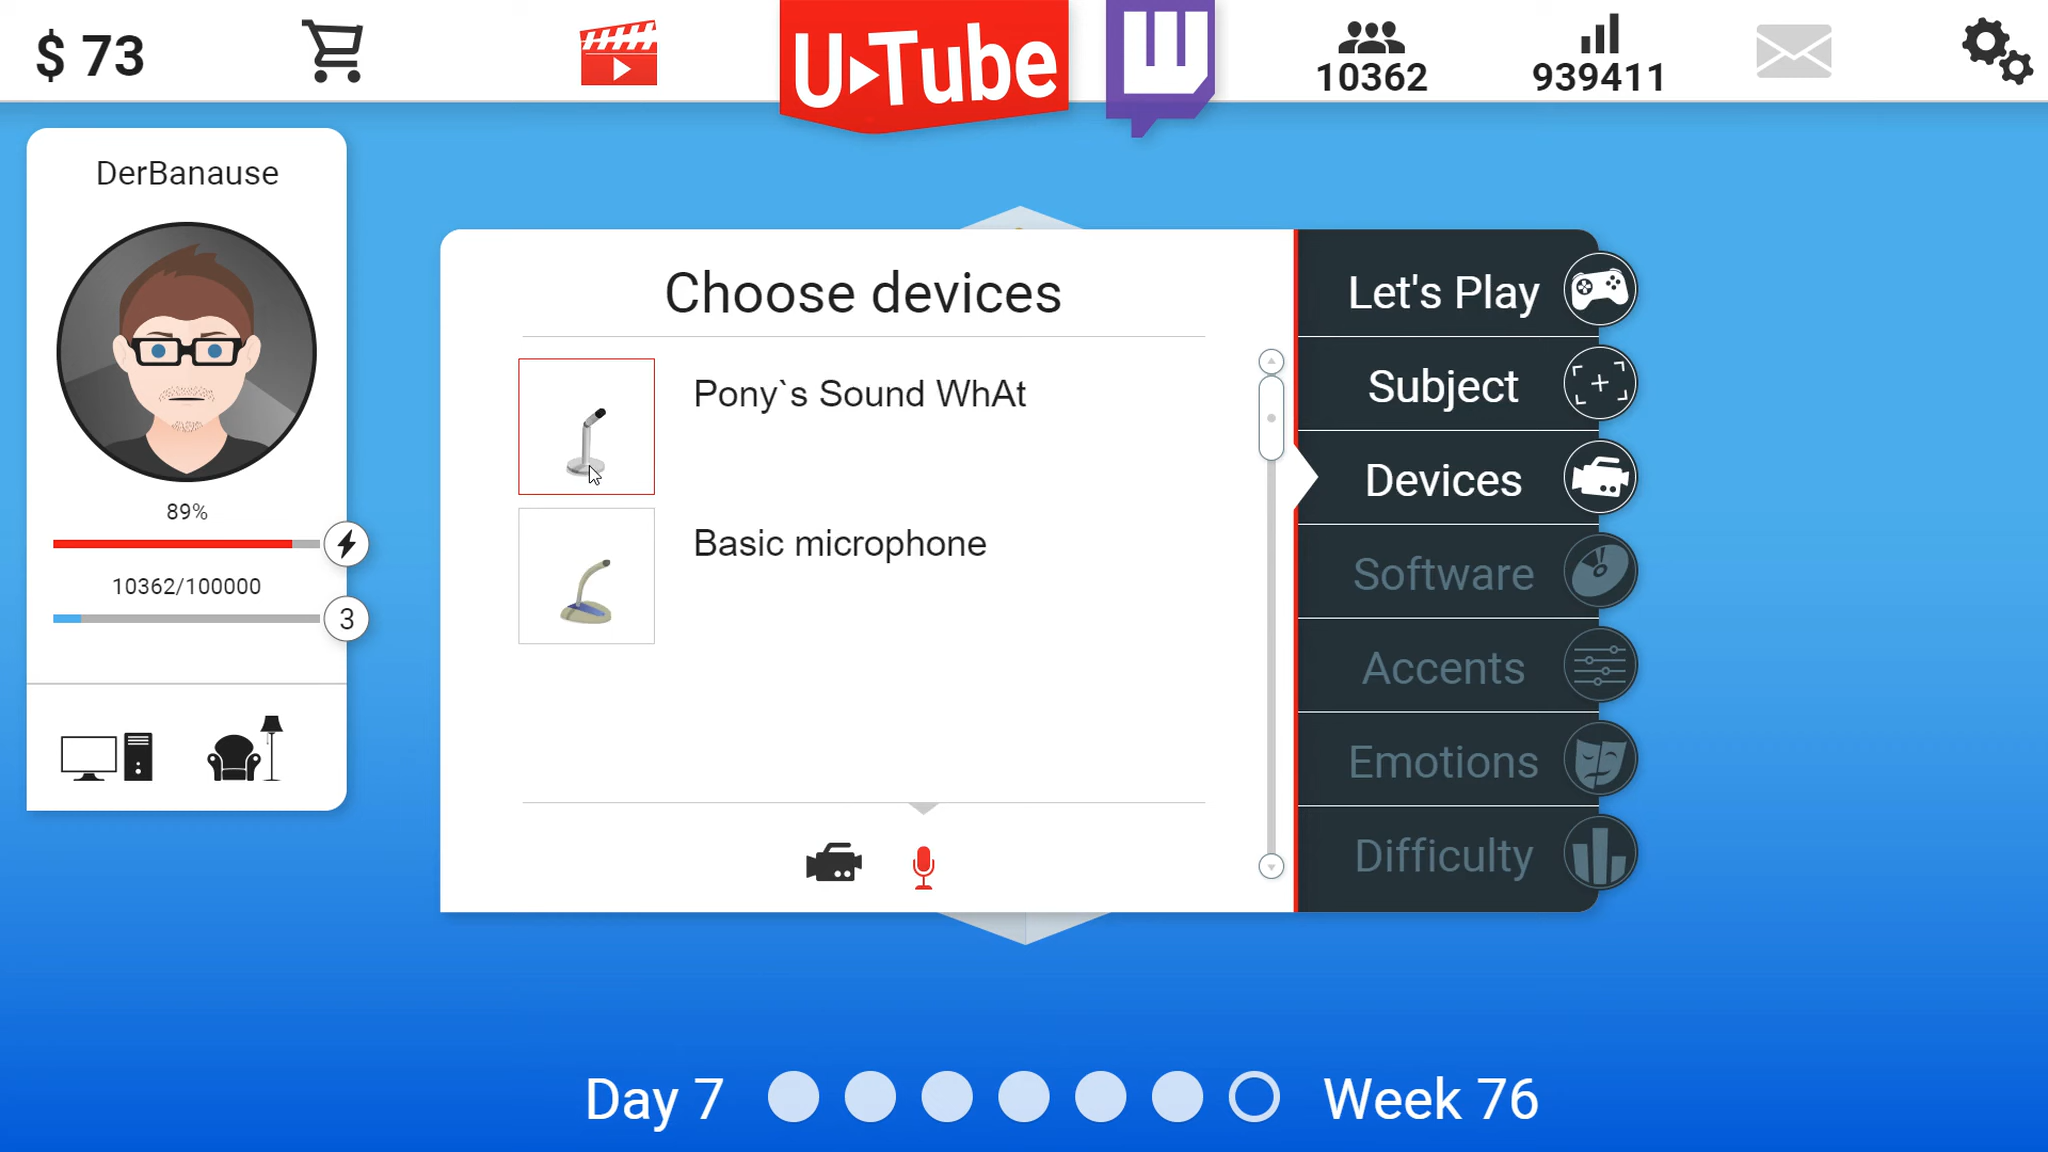 $ 73
U Tube
10362
939411
DerBanause
89%
10362/100000
3
Choose devices
Pony`s Sound WhAt
Basic microphone
Let's Play
Subject
Devices
Software
Accents
Emotions
Difficulty
Day 7
Week 76